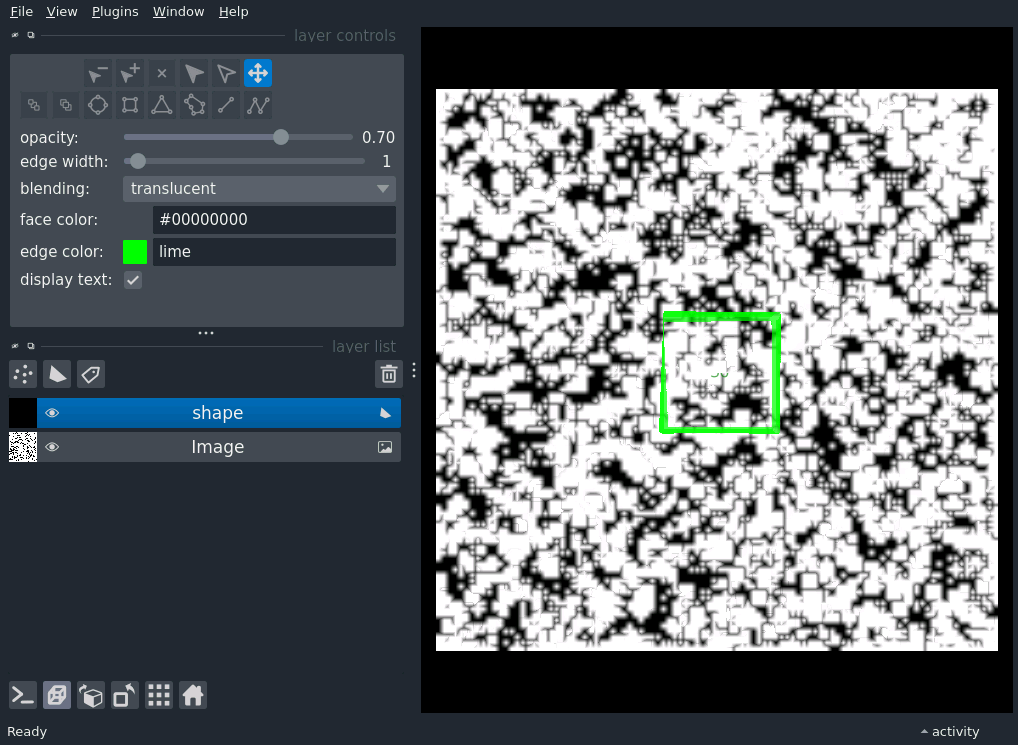 File View Plugins Window Help
layer controls
opacity: 0.70
edge width: 1
blending: translucent
face color: #00000000
edge color: lime
display text:
layer list
shape
Image
Ready
activity